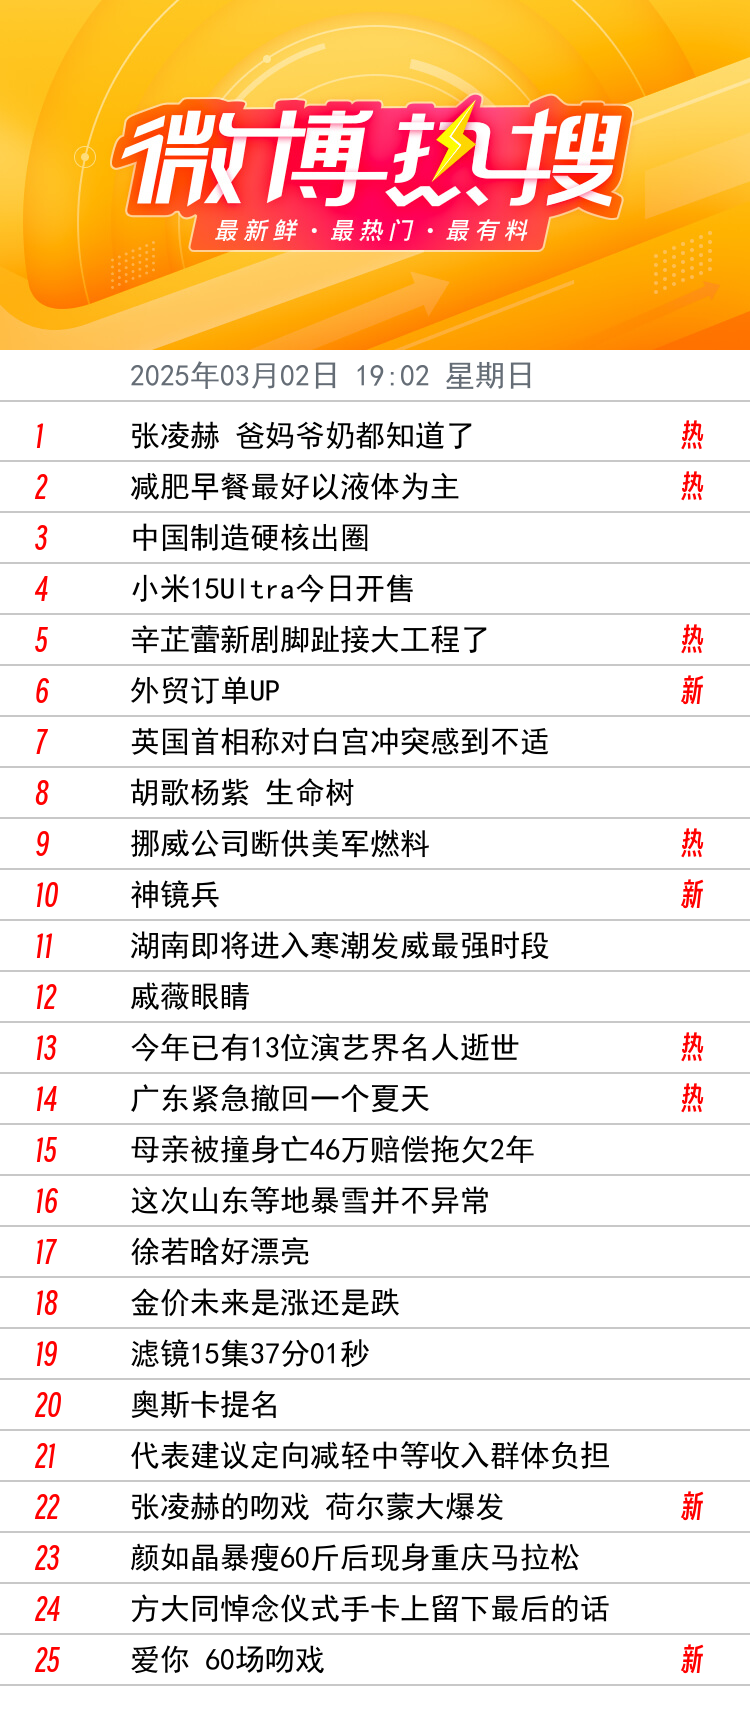 微博热搜
最新鲜·最热门·最有料
2025年03月02日 19:02 星期日
1 张凌赫 爸妈爷奶都知道了 热
2 减肥早餐最好以液体为主 热
3 中国制造硬核出圈
4 小米15Ultra今日开售
5 辛芷蕾新剧脚趾接大工程了 热
6 外贸订单UP 新
7 英国首相称对白宫冲突感到不适
8 胡歌杨紫 生命树
9 挪威公司断供美军燃料 热
10 神镜兵 新
11 湖南即将进入寒潮发威最强时段
12 戚薇眼睛
13 今年已有13位演艺界名人逝世 热
14 广东紧急撤回一个夏天 热
15 母亲被撞身亡46万赔偿拖欠2年
16 这次山东等地暴雪并不异常
17 徐若晗好漂亮
18 金价未来是涨还是跌
19 滤镜15集37分01秒
20 奥斯卡提名
21 代表建议定向减轻中等收入群体负担
22 张凌赫的吻戏 荷尔蒙大爆发 新
23 颜如晶暴瘦60斤后现身重庆马拉松
24 方大同悼念仪式手卡上留下最后的话
25 爱你 60场吻戏 新